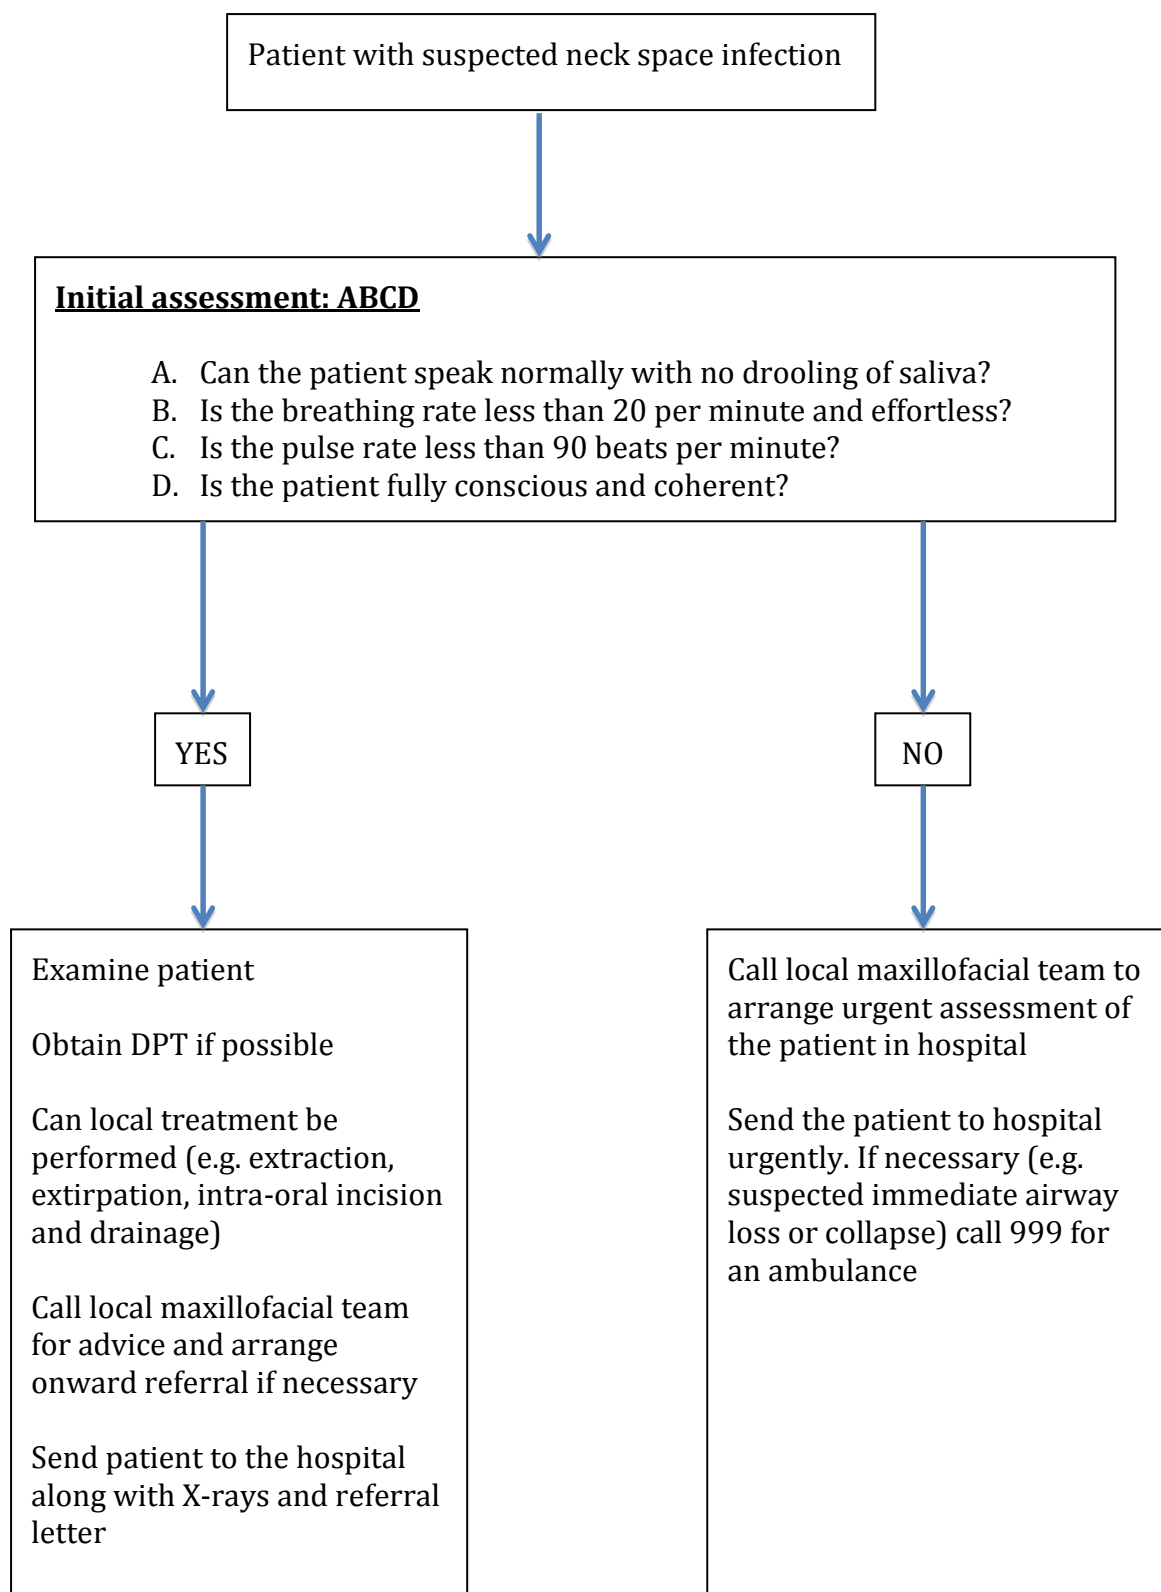 Patient with suspected neck space infection
Initial assessment: ABCD
A. Can the patient speak normally with no drooling of saliva?
B. Is the breathing rate less than 20 per minute and effortless?
C. Is the pulse rate less than 90 beats per minute?
D. Is the patient fully conscious and coherent?
YES
NO
Examine patient
Obtain DPT if possible
Can local treatment be
performed (e.g. extraction,
extirpation, intra-oral incision
and drainage)
Call local maxillofacial team
for advice and arrange
onward referral if necessary
Send patient to the hospital
along with X-rays and referral
letter
Call local maxillofacial team to
arrange urgent assessment of
the patient in hospital
Send the patient to hospital
urgently. If necessary (e.g.
suspected immediate airway
loss or collapse) call 999 for
an ambulance